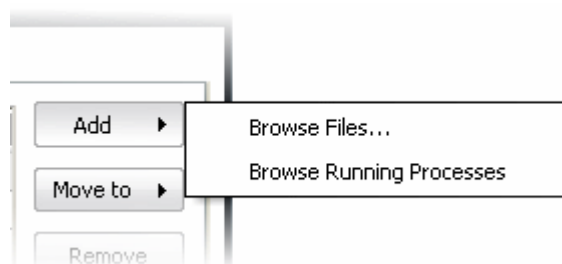 Add
Browse Files...
Browse Running Processes
Move to
Remove